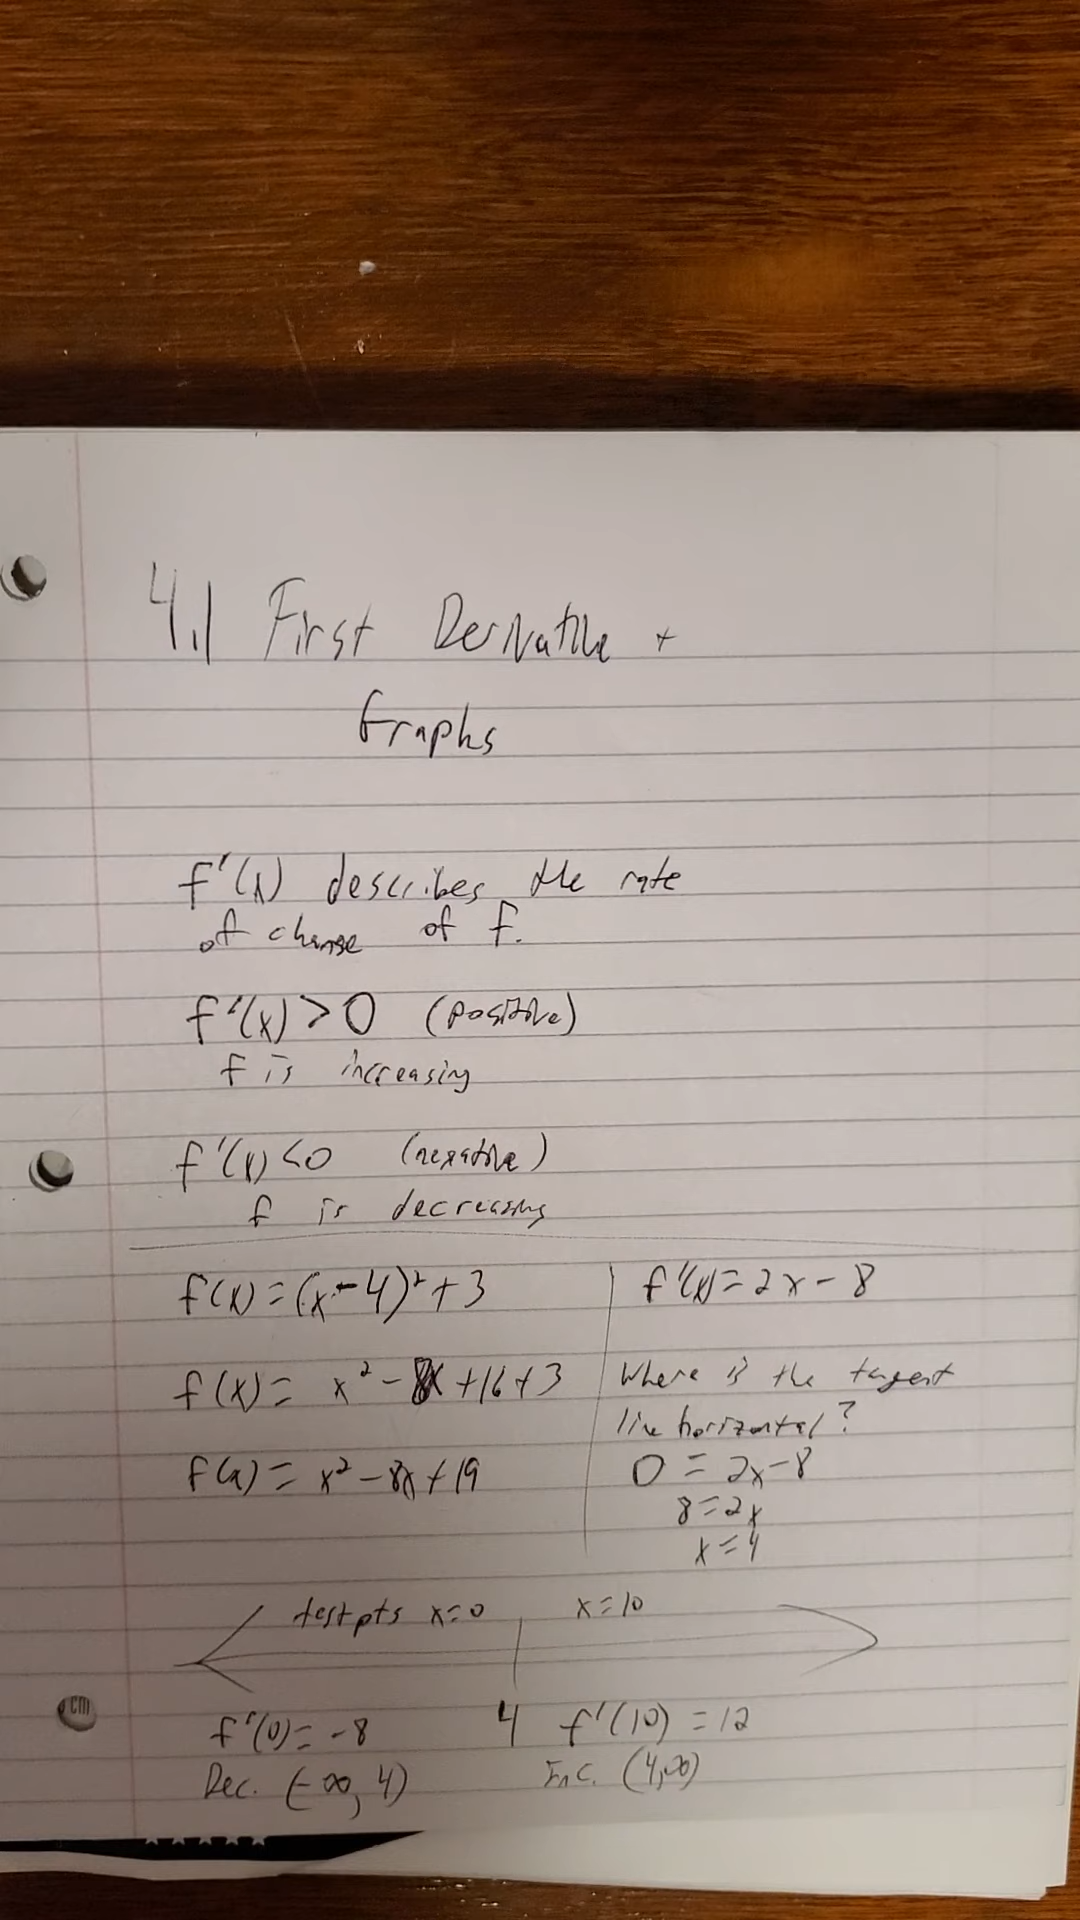 4.1 First Derivative +
Graphs
f'(x) describes the rate
of change of f.
f'(x) > 0 (positive)
f is increasing
f'(x) < 0 (negative)
f is decreasing
f(x) = (x - 4)² + 3
f(x) = x² - 8x + 16 + 3
f(x) = x² - 8x + 19
f'(x) = 2x - 8
Where is the tangent
line horizontal?
0 = 2x - 8
8 = 2x
x = 4
test pts x = 0 x = 10
4
f'(0) = -8 f'(10) = 12
Dec. (-∞, 4) Inc. (4, ∞)
cm